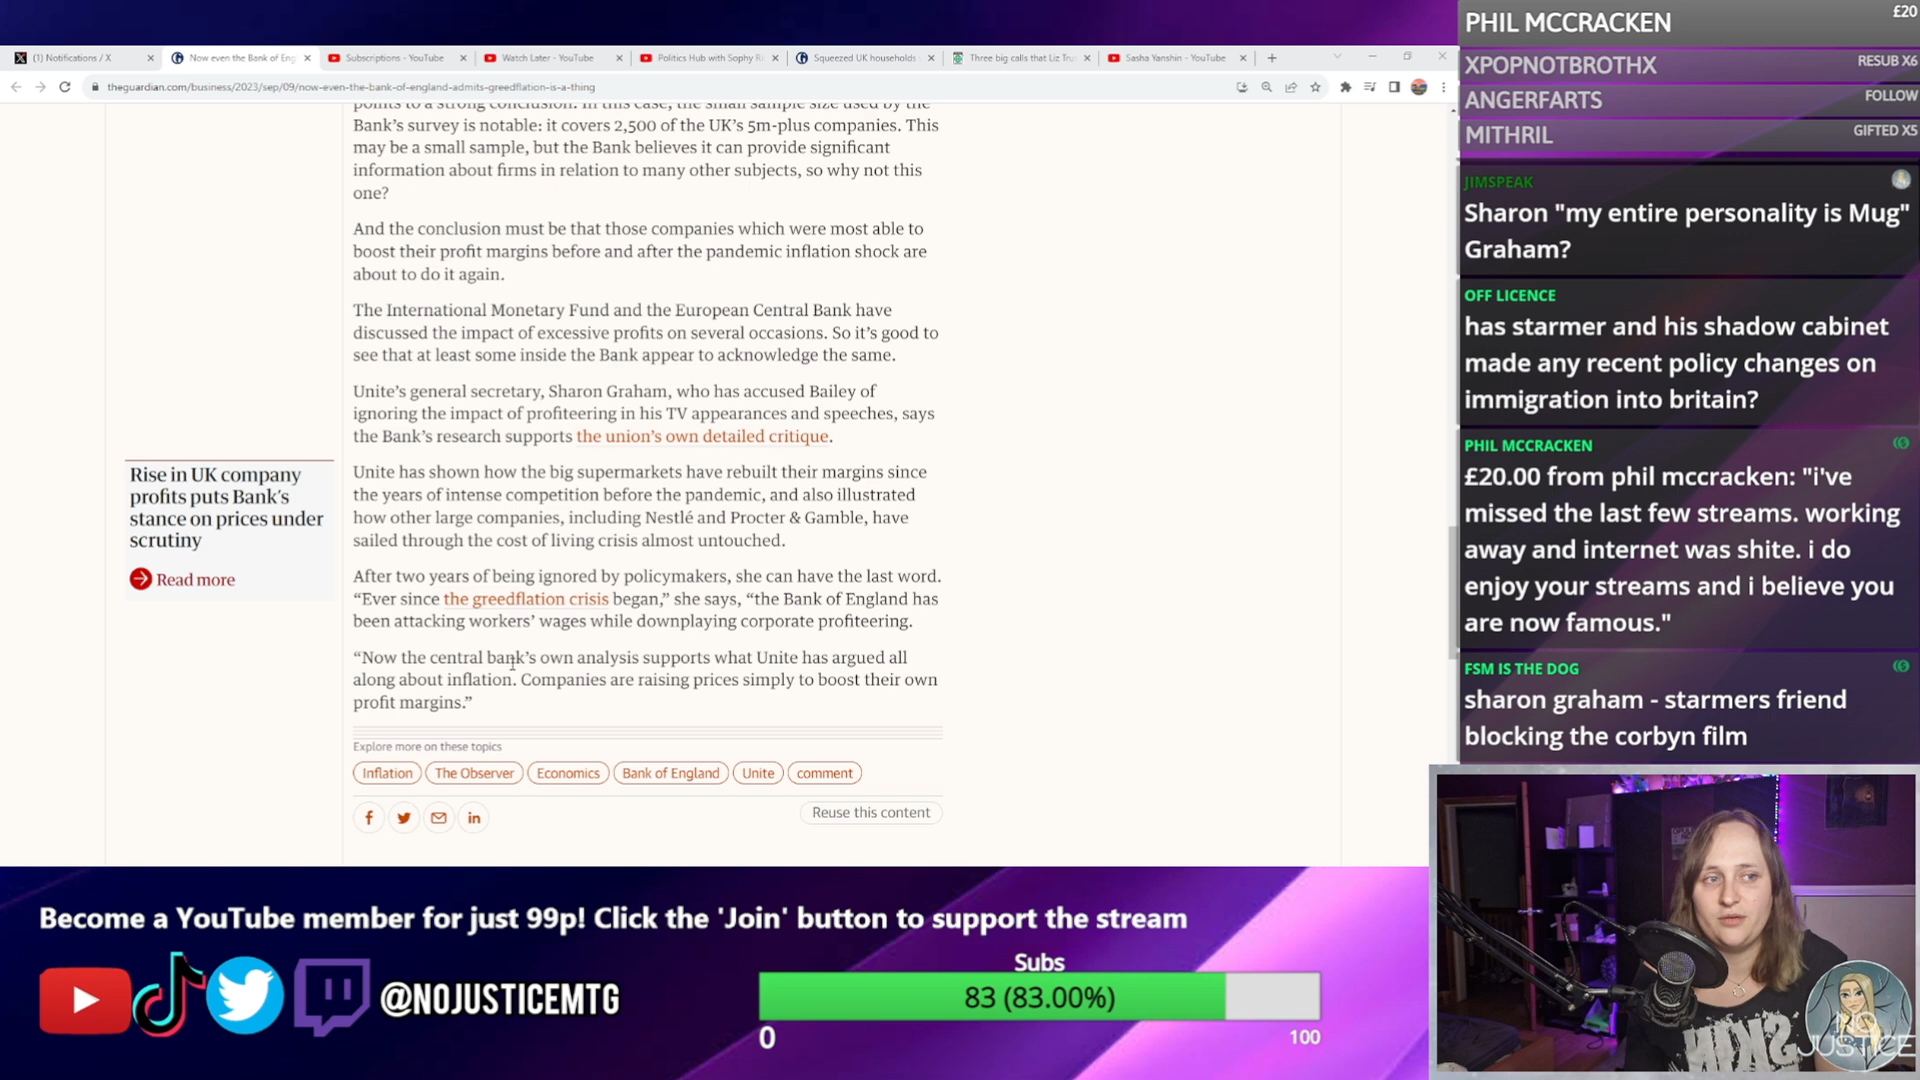 (1) Notifications / X
Now even the Bank of Eng
Subscriptions - YouTube
Watch Later - YouTube
Politics Hub with Sophy Ri
Squeezed UK households
Three big calls that Liz Tru
Sasha Yanshin - YouTube
theguardian.com/business/2023/sep/09/now-even-the-bank-of-england-admits-greedflation-is-a-thing
points to a strong conclusion. In this case, the small sample size used by the
Bank’s survey is notable: it covers 2,500 of the UK’s 5m-plus companies. This
may be a small sample, but the Bank believes it can provide significant
information about firms in relation to many other subjects, so why not this
one?
And the conclusion must be that those companies which were most able to
boost their profit margins before and after the pandemic inflation shock are
about to do it again.
The International Monetary Fund and the European Central Bank have
discussed the impact of excessive profits on several occasions. So it’s good to
see that at least some inside the Bank appear to acknowledge the same.
Unite’s general secretary, Sharon Graham, who has accused Bailey of
ignoring the impact of profiteering in his TV appearances and speeches, says
the Bank’s research supports the union’s own detailed critique.
Rise in UK company
profits puts Bank’s
stance on prices under
scrutiny
Read more
Unite has shown how the big supermarkets have rebuilt their margins since
the years of intense competition before the pandemic, and also illustrated
how other large companies, including Nestlé and Procter & Gamble, have
sailed through the cost of living crisis almost untouched.
After two years of being ignored by policymakers, she can have the last word.
“Ever since the greedflation crisis began,” she says, “the Bank of England has
been attacking workers’ wages while downplaying corporate profiteering.
“Now the central bank’s own analysis supports what Unite has argued all
along about inflation. Companies are raising prices simply to boost their own
profit margins.”
Explore more on these topics
Inflation
The Observer
Economics
Bank of England
Unite
comment
Reuse this content
PHIL MCCRACKEN £20
XPOPNOTBROTHX RESUB X6
ANGERFARTS FOLLOW
MITHRIL GIFTED X5
JIMSPEAK
Sharon "my entire personality is Mug"
Graham?
OFF LICENCE
has starmer and his shadow cabinet
made any recent policy changes on
immigration into britain?
PHIL MCCRACKEN
£20.00 from phil mccracken: "i've
missed the last few streams. working
away and internet was shite. i do
enjoy your streams and i believe you
are now famous."
FSM IS THE DOG
sharon graham - starmers friend
blocking the corbyn film
Become a YouTube member for just 99p! Click the 'Join' button to support the stream
@NOJUSTICEMTG
Subs
83 (83.00%)
0
100
NO
JUSTICE